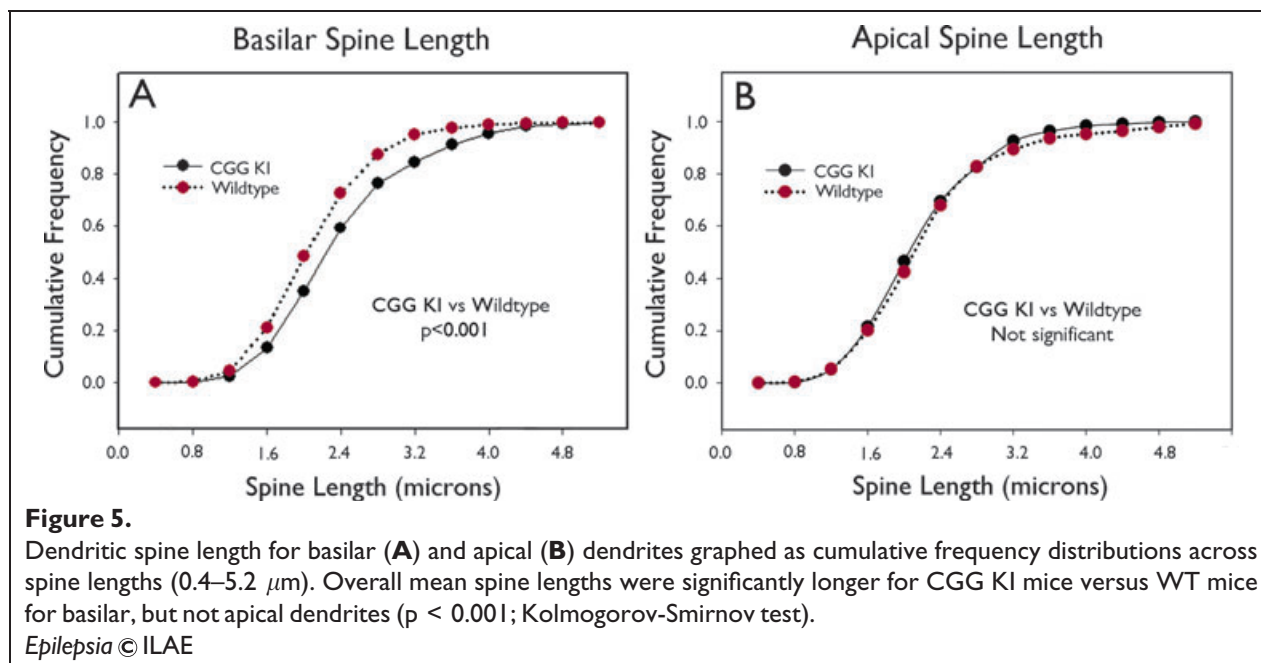 Basilar Spine Length
A
1.0
0.8
0.6
0.4
0.2
0.0
Cumulative Frequency
CGG KI
Wildtype
CGG KI vs Wildtype
p<0.001
0.0 0.8 1.6 2.4 3.2 4.0 4.8
Spine Length (microns)
Apical Spine Length
B
1.0
0.8
0.6
0.4
0.2
0.0
Cumulative Frequency
CGG KI
Wildtype
CGG KI vs Wildtype
Not significant
0.0 0.8 1.6 2.4 3.2 4.0 4.8
Spine Length (microns)
Figure 5.
Dendritic spine length for basilar (A) and apical (B) dendrites graphed as cumulative frequency distributions across
spine lengths (0.4–5.2 μm). Overall mean spine lengths were significantly longer for CGG KI mice versus WT mice
for basilar, but not apical dendrites (p < 0.001; Kolmogorov-Smirnov test).
Epilepsia © ILAE